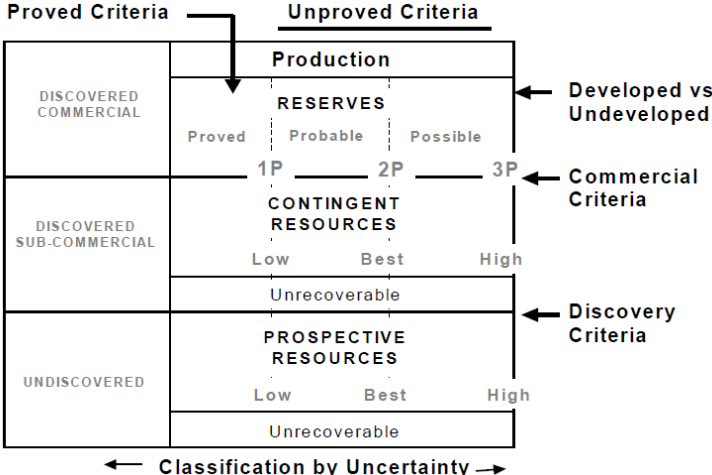 Proved Criteria
Unproved Criteria
Production
DISCOVERED
COMMERCIAL
RESERVES
Developed vs
Undeveloped
Proved
Probable
Possible
1P
2P
3P
Commercial
Criteria
DISCOVERED
SUB-COMMERCIAL
CONTINGENT
RESOURCES
Low
Best
High
Unrecoverable
Discovery
Criteria
UNDISCOVERED
PROSPECTIVE
RESOURCES
Low
Best
High
Unrecoverable
Classification by Uncertainty